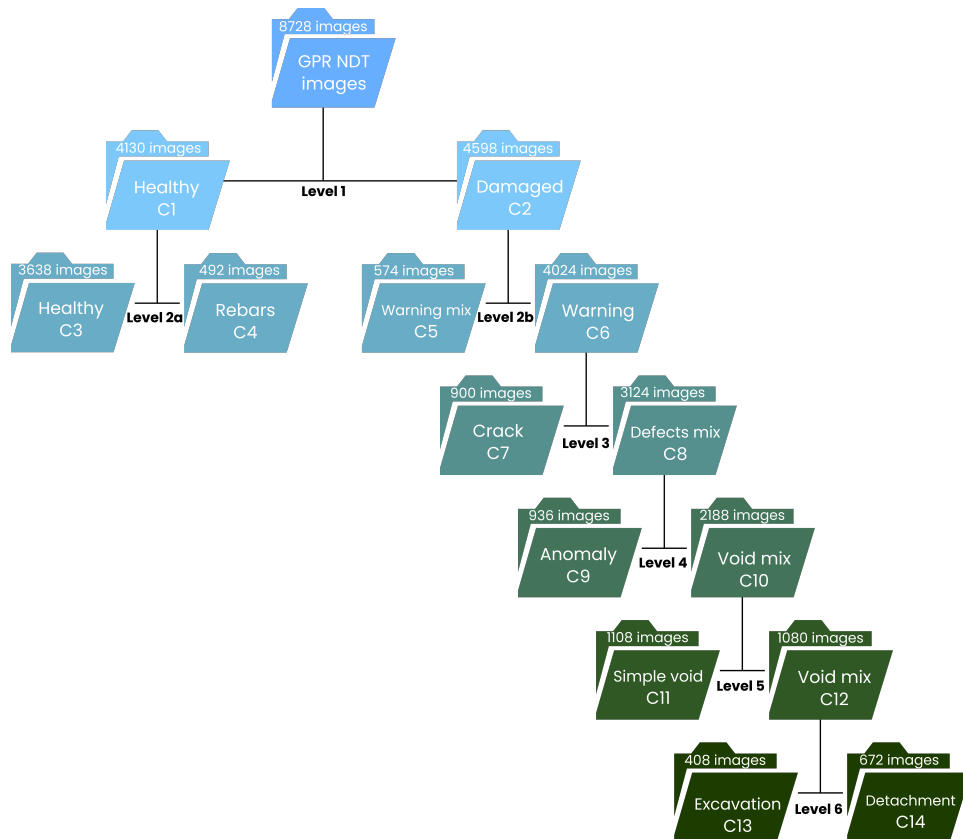 8728 images
GPR NDT
images
4130 images
Healthy
C1
Level 1
4598 images
Damaged
C2
3638 images
Healthy
C3
Level 2a
492 images
Rebars
C4
574 images
Warning mix
C5
Level 2b
4024 images
Warning
C6
900 images
Crack
C7
Level 3
3124 images
Defects mix
C8
936 images
Anomaly
C9
Level 4
2188 images
Void mix
C10
1108 images
Simple void
C11
Level 5
1080 images
Void mix
C12
408 images
Excavation
C13
Level 6
672 images
Detachment
C14